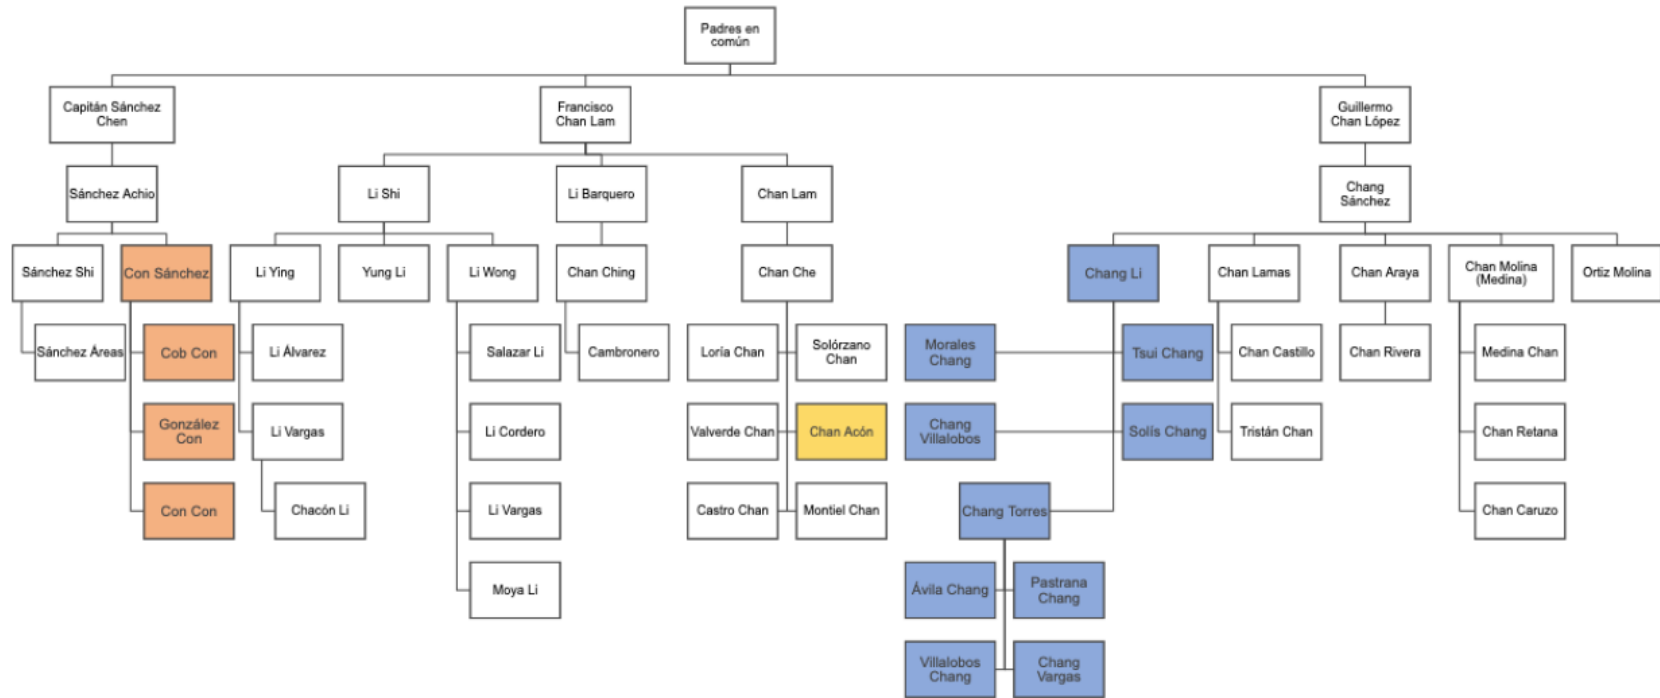 Padres en
común
Capitán Sánchez
Chen
Francisco
Chan Lam
Guillermo
Chan López
Sánchez Achio
Li Shi
Li Barquero
Chan Lam
Chang
Sánchez
Sánchez Shi
Con Sánchez
Li Ying
Yung Li
Li Wong
Chan Ching
Chan Che
Chang Li
Chan Lamas
Chan Araya
Chan Molina
(Medina)
Ortiz Molina
Sánchez Áreas
Cob Con
Li Álvarez
Salazar Li
Cambronero
Loría Chan
Solórzano
Chan
Morales
Chang
Tsui Chang
Chan Castillo
Chan Rivera
Medina Chan
González
Con
Li Vargas
Li Cordero
Valverde Chan
Chan Acón
Chang
Villalobos
Solís Chang
Tristán Chan
Chan Retana
Con Con
Chacón Li
Li Vargas
Castro Chan
Montiel Chan
Chang Torres
Chan Caruzo
Moya Li
Ávila Chang
Pastrana
Chang
Villalobos
Chang
Chang
Vargas